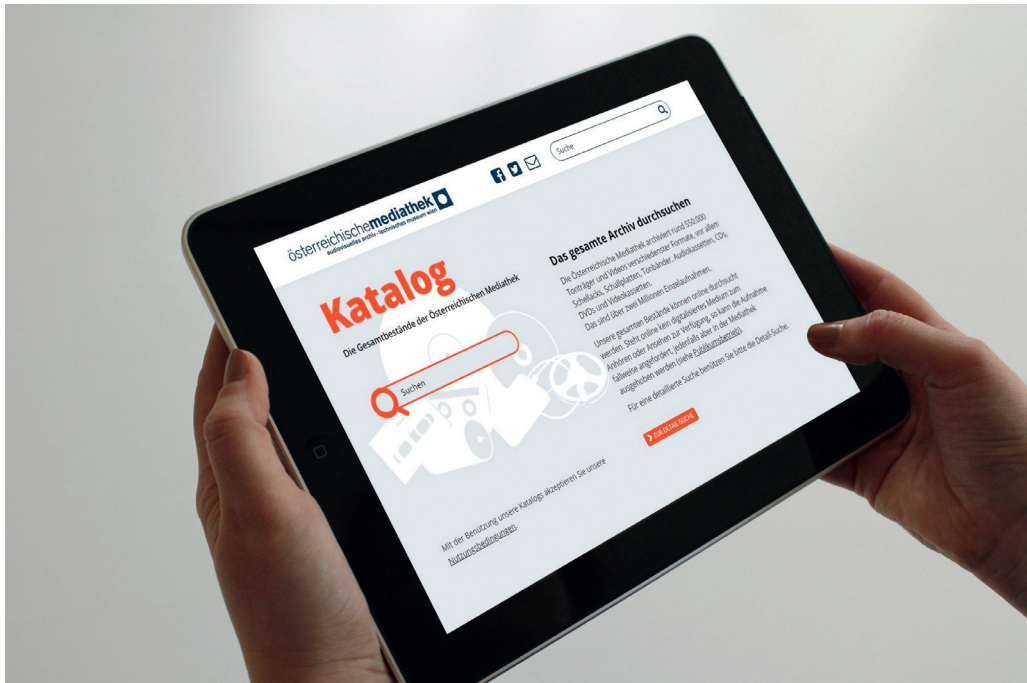 österreichischemediathek
audiovisuelles archiv · technisches museum wien
Suche
Katalog
Die Gesamtbestände der Österreichischen Mediathek
Suchen
Mit der Benützung unsere Katalogs akzeptieren Sie unsere
Nutzungsbedingungen.
Das gesamte Archiv durchsuchen
Die Österreichische Mediathek archiviert rund 550.000
Tonträger und Videos verschiedenster Formate, vor allem
Schellacks, Schallplatten, Tonbänder, Audiokassetten, CDs,
DVDs und Videokassetten.
Das sind über zwei Millionen Einzelaufnahmen.
Unsere gesamten Bestände können online durchsucht
werden. Steht online kein digitalisiertes Medium zum
Anhören oder Ansehen zur Verfügung, so kann die Aufnahme
fallweise angefordert, jedenfalls aber in der Mediathek
ausgehoben werden (siehe Publikumsbetrieb).
Für eine detaillierte Suche benützen Sie bitte die Detail-Suche.
ZUR DETAIL-SUCHE